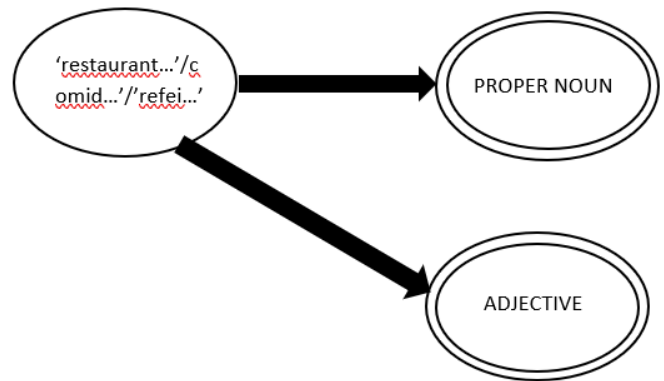 ‘restaurant…’/c
omid…’/’refei…’
PROPER NOUN
ADJECTIVE